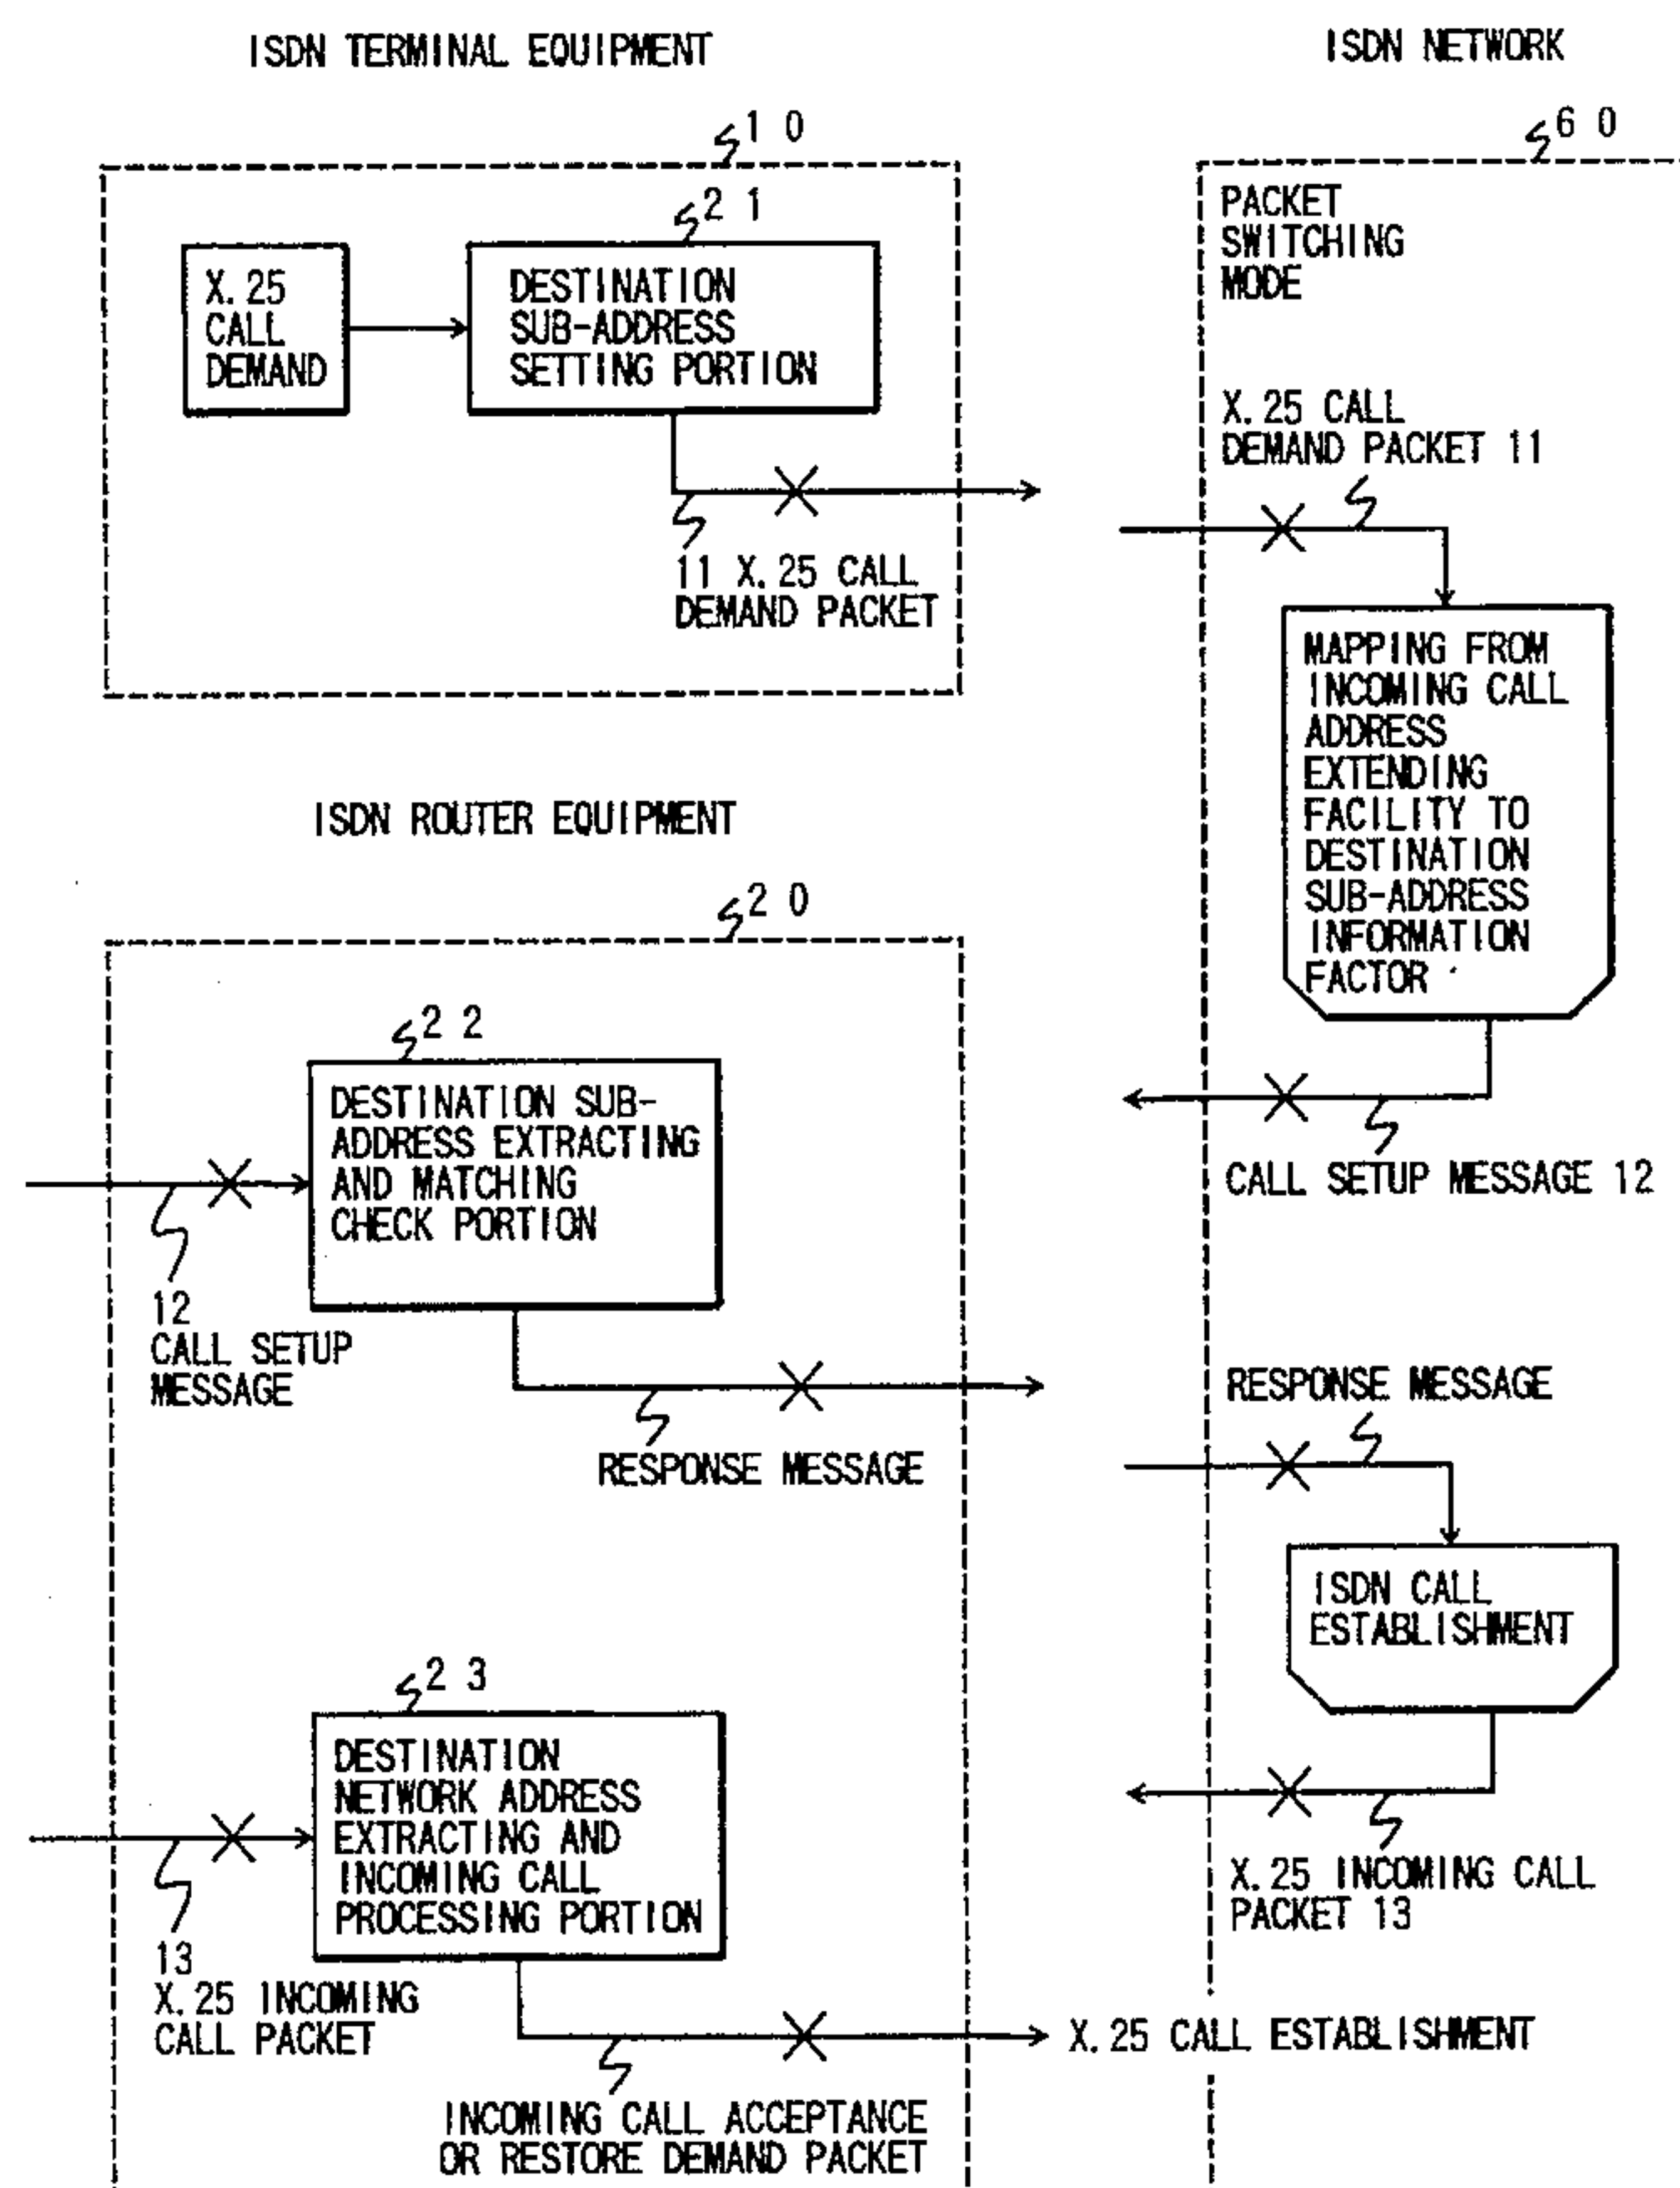 ISDN TERMINAL EQUIPMENT
10
21
X.25
CALL
DEMAND
DESTINATION
SUB-ADDRESS
SETTING PORTION
11 X.25 CALL
DEMAND PACKET
ISDN NETWORK
60
PACKET
SWITCHING
MODE
X.25 CALL
DEMAND PACKET 11
MAPPING FROM
INCOMING CALL
ADDRESS
EXTENDING
FACILITY TO
DESTINATION
SUB-ADDRESS
INFORMATION
FACTOR
CALL SETUP MESSAGE 12
ISDN ROUTER EQUIPMENT
20
22
DESTINATION SUB-
ADDRESS EXTRACTING
AND MATCHING
CHECK PORTION
12
CALL SETUP
MESSAGE
RESPONSE MESSAGE
RESPONSE MESSAGE
ISDN CALL
ESTABLISHMENT
X.25 INCOMING CALL
PACKET 13
23
DESTINATION
NETWORK ADDRESS
EXTRACTING AND
INCOMING CALL
PROCESSING PORTION
13
X.25 INCOMING
CALL PACKET
X.25 CALL ESTABLISHMENT
INCOMING CALL ACCEPTANCE
OR RESTORE DEMAND PACKET